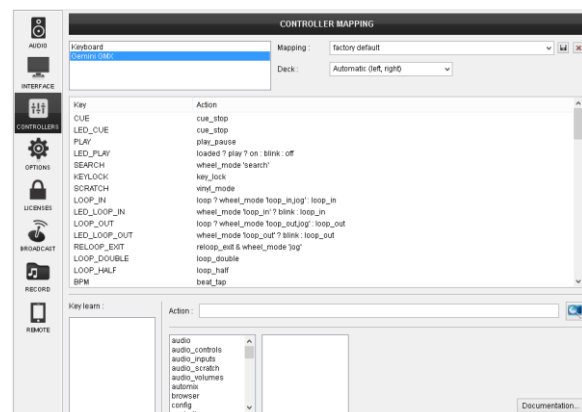 CONTROLLER MAPPING
AUDIO
INTERFACE
CONTROLLERS
OPTIONS
LICENSES
BROADCAST
RECORD
REMOTE
Keyboard
Gemini GMX
Mapping : factory default
Deck : Automatic (left, right)
Key Action
CUE cue_stop
LED_CUE cue_stop
PLAY play_pause
LED_PLAY loaded ? play ? on : blink : off
SEARCH wheel_mode 'search'
KEYLOCK key_lock
SCRATCH vinyl_mode
LOOP_IN loop ? wheel_mode 'loop_in,jog' : loop_in
LED_LOOP_IN wheel_mode 'loop_in' ? blink : loop_in
LOOP_OUT loop ? wheel_mode 'loop_out,jog' : loop_out
LED_LOOP_OUT wheel_mode 'loop_out' ? blink : loop_out
RELOOP_EXIT reloop_exit & wheel_mode 'jog'
LOOP_DOUBLE loop_double
LOOP_HALF loop_half
BPM beat_tap
Key learn :
Action :
audio
audio_controls
audio_inputs
audio_scratch
audio_volumes
automix
browser
config
Documentation...